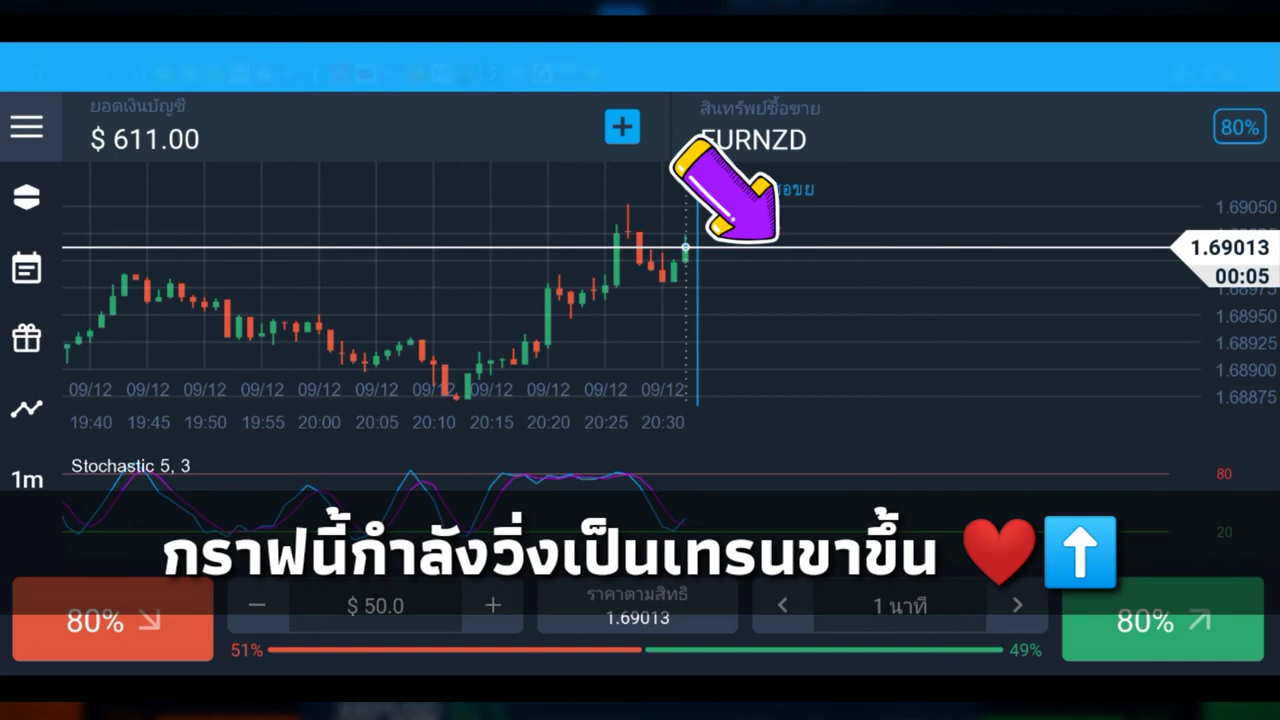 ยอดเงินบัญชี
$ 611.00
สินทรัพย์ซื้อขาย
EURNZD
80%
1.69050
1.69013
00:05
1.68975
1.68950
1.68925
1.68900
1.68875
09/12 09/12 09/12 09/12 09/12 09/12 09/12 09/12 09/12 09/12 09/12
19:40 19:45 19:50 19:55 20:00 20:05 20:10 20:15 20:20 20:25 20:30
1m
Stochastic 5, 3
80
20
กราฟนี้กำลังวิ่งเป็นเทรนขาขึ้น ❤️⬆️
80%
$ 50.0
ราคาตามสิทธิ
1.69013
1 นาที
80%
51%
49%